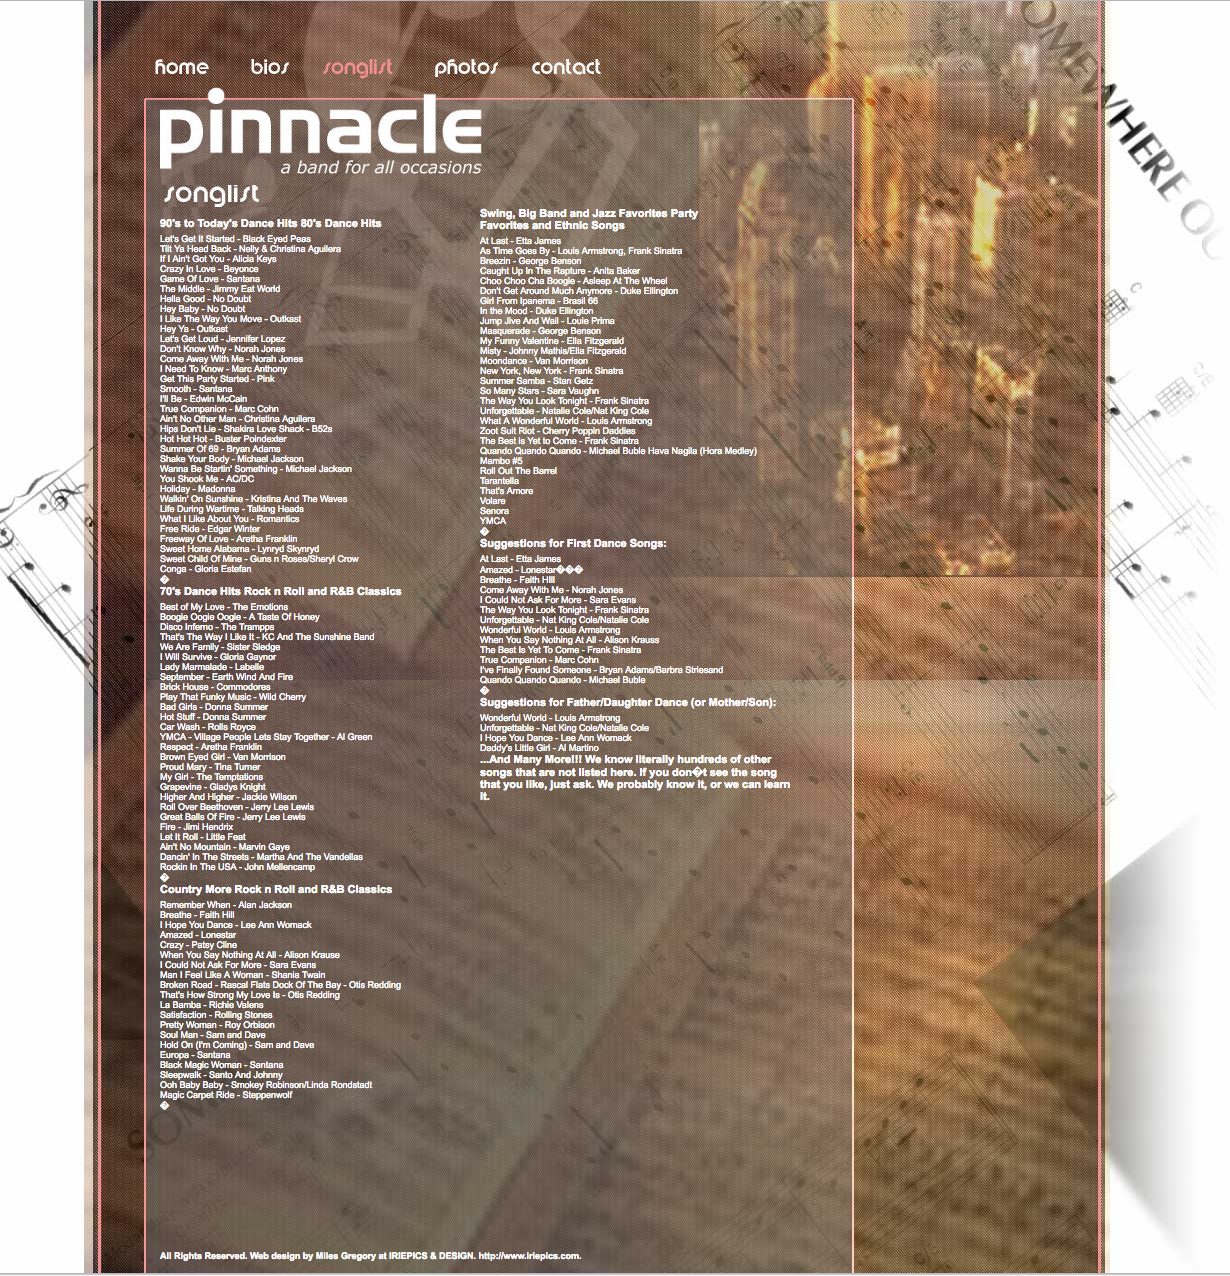 home bios songlist photos contact
pinnacle
a band for all occasions
songlist
90's to Today's Dance Hits 80's Dance Hits
Let's Get It Started - Black Eyed Peas
Tilt Ya Head Back - Nelly & Christina Aguilera
If I Ain't Got You - Alicia Keys
Crazy In Love - Beyonce
Game Of Love - Santana
The Middle - Jimmy Eat World
Hella Good - No Doubt
Hey Baby - No Doubt
I Like The Way You Move - Outkast
Hey Ya - Outkast
Let's Get Loud - Jennifer Lopez
Don't Know Why - Norah Jones
Come Away With Me - Norah Jones
I Need To Know - Marc Anthony
Get This Party Started - Pink
Smooth - Santana
I'll Be - Edwin McCain
True Companion - Marc Cohn
Ain't No Other Man - Christina Aguilera
Hips Don't Lie - Shakira Love Shack - B52s
Hot Hot Hot - Buster Poindexter
Summer Of 69 - Bryan Adams
Shake Your Body - Michael Jackson
Wanna Be Startin' Something - Michael Jackson
You Shook Me - AC/DC
Holiday - Madonna
Walkin' On Sunshine - Kristina And The Waves
Life During Wartime - Talking Heads
What I Like About You - Romantics
Free Ride - Edgar Winter
Freeway Of Love - Aretha Franklin
Sweet Home Alabama - Lynryd Skynryd
Sweet Child Of Mine - Guns n Roses/Sheryl Crow
Conga - Gloria Estefan
�
70's Dance Hits Rock n Roll and R&B Classics
Best of My Love - The Emotions
Boogie Oogie Oogie - A Taste Of Honey
Disco Inferno - The Trampps
That's The Way I Like It - KC And The Sunshine Band
We Are Family - Sister Sledge
I Will Survive - Gloria Gaynor
Lady Marmalade - Labelle
September - Earth Wind And Fire
Brick House - Commodores
Play That Funky Music - Wild Cherry
Bad Girls - Donna Summer
Hot Stuff - Donna Summer
Car Wash - Rolls Royce
YMCA - Village People Lets Stay Together - Al Green
Respect - Aretha Franklin
Brown Eyed Girl - Van Morrison
Proud Mary - Tina Turner
My Girl - The Temptations
Grapevine - Gladys Knight
Higher And Higher - Jackie Wilson
Roll Over Beethoven - Jerry Lee Lewis
Great Balls Of Fire - Jerry Lee Lewis
Fire - Jimi Hendrix
Let It Roll - Little Feat
Ain't No Mountain - Marvin Gaye
Dancin' In The Streets - Martha And The Vandellas
Rockin In The USA - John Mellencamp
�
Country More Rock n Roll and R&B Classics
Remember When - Alan Jackson
Breathe - Faith Hill
I Hope You Dance - Lee Ann Womack
Amazed - Lonestar
Crazy - Patsy Cline
When You Say Nothing At All - Alison Krause
I Could Not Ask For More - Sara Evans
Man I Feel Like A Woman - Shania Twain
Broken Road - Rascal Flats Dock Of The Bay - Otis Redding
That's How Strong My Love Is - Otis Redding
La Bamba - Richie Valens
Satisfaction - Rolling Stones
Pretty Woman - Roy Orbison
Soul Man - Sam and Dave
Hold On (I'm Coming) - Sam and Dave
Europa - Santana
Black Magic Woman - Santana
Sleepwalk - Santo And Johnny
Ooh Baby Baby - Smokey Robinson/Linda Rondstadt
Magic Carpet Ride - Steppenwolf
�
Swing, Big Band and Jazz Favorites Party
Favorites and Ethnic Songs
At Last - Etta James
As Time Goes By - Louis Armstrong, Frank Sinatra
Breezin - George Benson
Caught Up In The Rapture - Anita Baker
Choo Choo Cha Boogie - Asleep At The Wheel
Don't Get Around Much Anymore - Duke Ellington
Girl From Ipanema - Brasil 66
In the Mood - Duke Ellington
Jump Jive And Wail - Louie Prima
Masquerade - George Benson
My Funny Valentine - Ella Fitzgerald
Misty - Johnny Mathis/Ella Fitzgerald
Moondance - Van Morrison
New York, New York - Frank Sinatra
Summer Samba - Stan Getz
So Many Stars - Sara Vaughn
The Way You Look Tonight - Frank Sinatra
Unforgettable - Natalie Cole/Nat King Cole
What A Wonderful World - Louis Armstrong
Zoot Suit Riot - Cherry Poppin Daddies
The Best is Yet to Come - Frank Sinatra
Quando Quando Quando - Michael Buble Hava Nagila (Hora Medley)
Mambo #5
Roll Out The Barrel
Tarantella
That's Amore
Volare
Senora
YMCA
�
Suggestions for First Dance Songs:
At Last - Etta James
Amazed - Lonestar���
Breathe - Faith Hill
Come Away With Me - Norah Jones
I Could Not Ask For More - Sara Evans
The Way You Look Tonight - Frank Sinatra
Unforgettable - Nat King Cole/Natalie Cole
Wonderful World - Louis Armstrong
When You Say Nothing At All - Alison Krauss
The Best Is Yet To Come - Frank Sinatra
True Companion - Marc Cohn
I've Finally Found Someone - Bryan Adams/Barbra Striesand
Quando Quando Quando - Michael Buble
�
Suggestions for Father/Daughter Dance (or Mother/Son):
Wonderful World - Louis Armstrong
Unforgettable - Nat King Cole/Natalie Cole
I Hope You Dance - Lee Ann Womack
Daddy's Little Girl - Al Martino
...And Many More!!! We know literally hundreds of other
songs that are not listed here. If you don�t see the song
that you like, just ask. We probably know it, or we can learn
it.
All Rights Reserved. Web design by Miles Gregory at IRIEPICS & DESIGN. http://www.iriepics.com.
SOMEWHERE